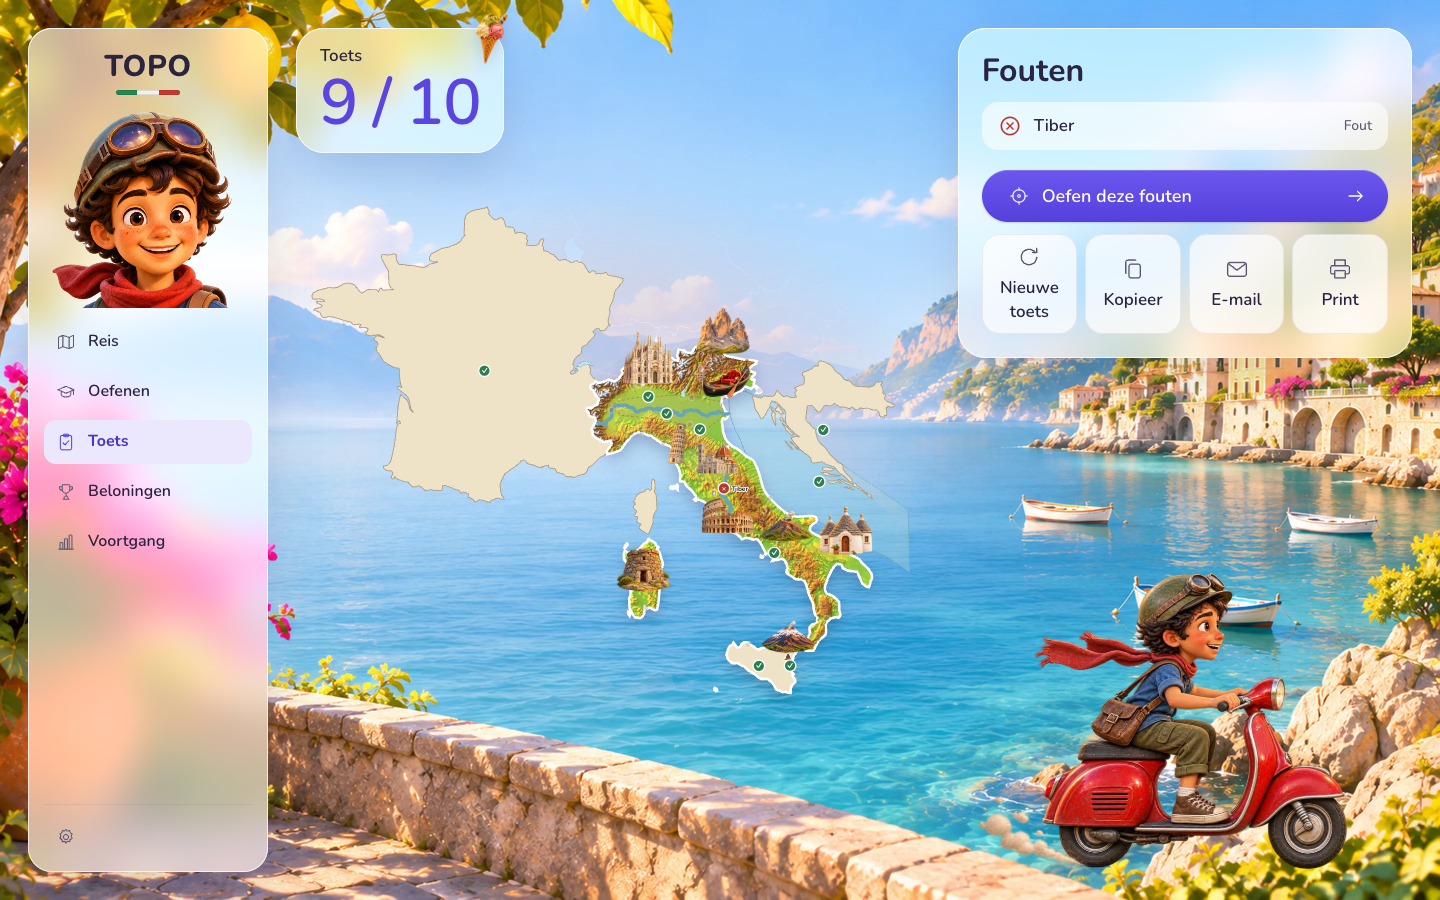 TOPO
Reis
Oefenen
Toets
Beloningen
Voortgang
Toets
9 / 10
Tiber
Fouten
Tiber
Fout
Oefen deze fouten
Nieuwe
toets
Kopieer
E-mail
Print